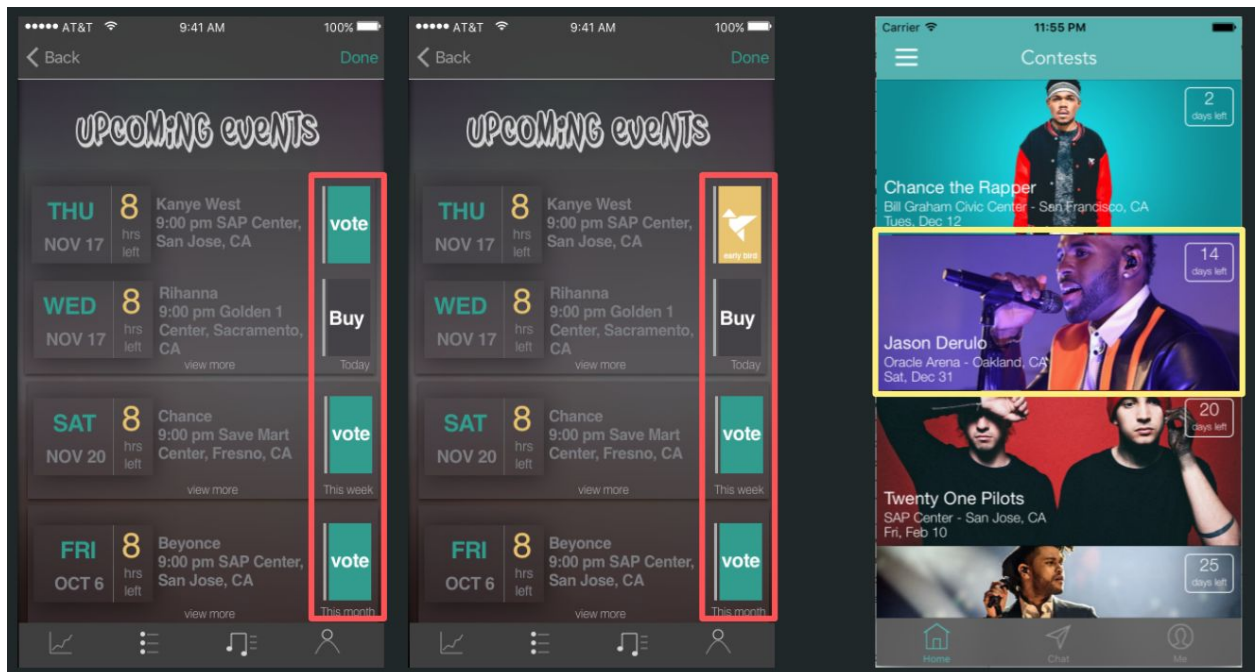 AT&T 9:41 AM 100%
Back Done
UPCOMING eveNTS
THU 8 Kanye West
NOV 17 hrs left 9:00 pm SAP Center,
San Jose, CA
vote
WED 8 Rihanna
NOV 17 hrs left 9:00 pm Golden 1
Center, Sacramento,
CA
Buy
view more Today
SAT 8 Chance
NOV 20 hrs left 9:00 pm Save Mart
Center, Fresno, CA
vote
view more This week
FRI 8 Beyonce
OCT 6 hrs left 9:00 pm SAP Center,
San Jose, CA
vote
view more This month
AT&T 9:41 AM 100%
Back Done
UPCOMING eveNTS
THU 8 Kanye West
NOV 17 hrs left 9:00 pm SAP Center,
San Jose, CA
early bird
WED 8 Rihanna
NOV 17 hrs left 9:00 pm Golden 1
Center, Sacramento,
CA
Buy
view more Today
SAT 8 Chance
NOV 20 hrs left 9:00 pm Save Mart
Center, Fresno, CA
vote
view more This week
FRI 8 Beyonce
OCT 6 hrs left 9:00 pm SAP Center,
San Jose, CA
vote
view more This month
Carrier 11:55 PM
Contests
2
days left
Chance the Rapper
Bill Graham Civic Center - San Francisco, CA
Tues, Dec 12
14
days left
Jason Derulo
Oracle Arena - Oakland, CA
Sat, Dec 31
20
days left
Twenty One Pilots
SAP Center - San Jose, CA
Fri, Feb 10
25
days left
Home Chat Me